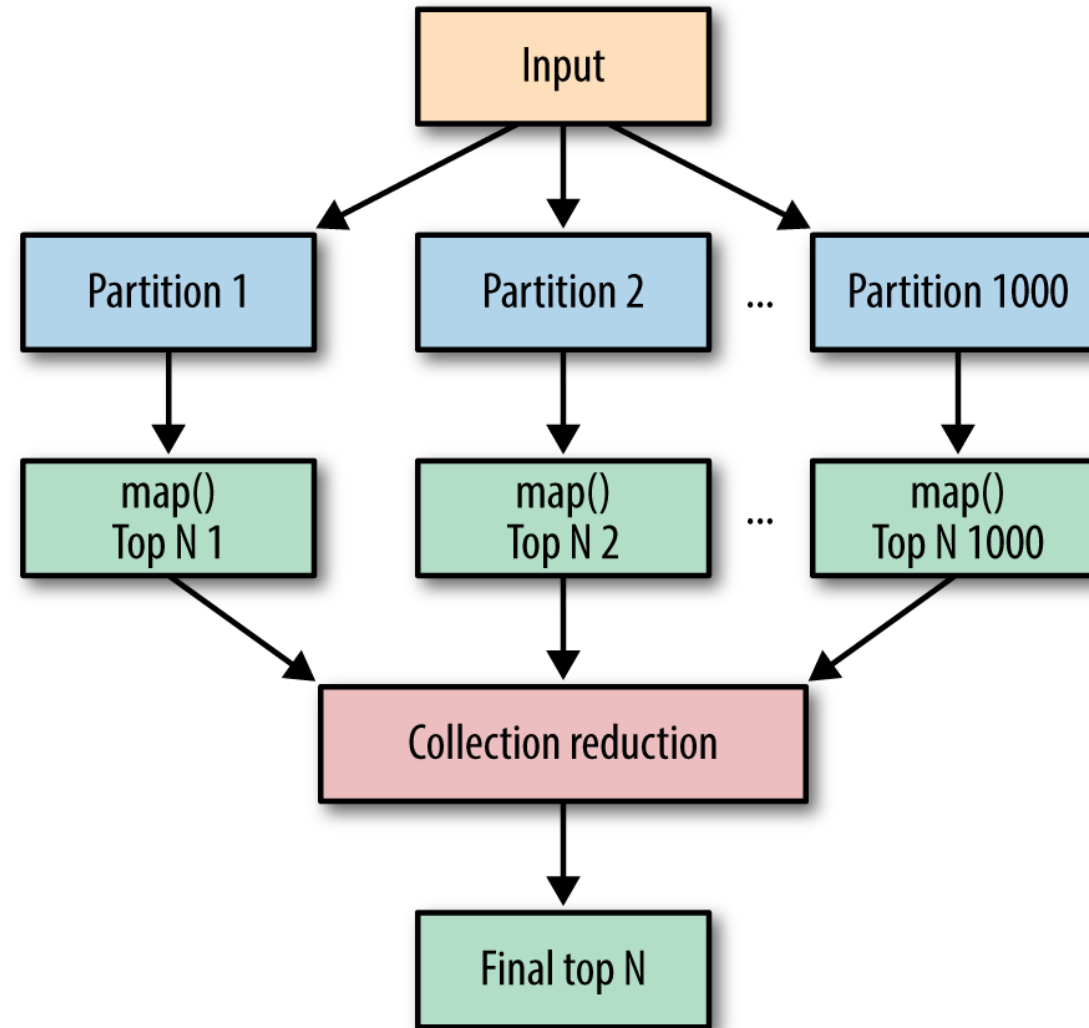 Input
Partition 1
Partition 2
...
Partition 1000
map()
Top N 1
map()
Top N 2
...
map()
Top N 1000
Collection reduction
Final top N